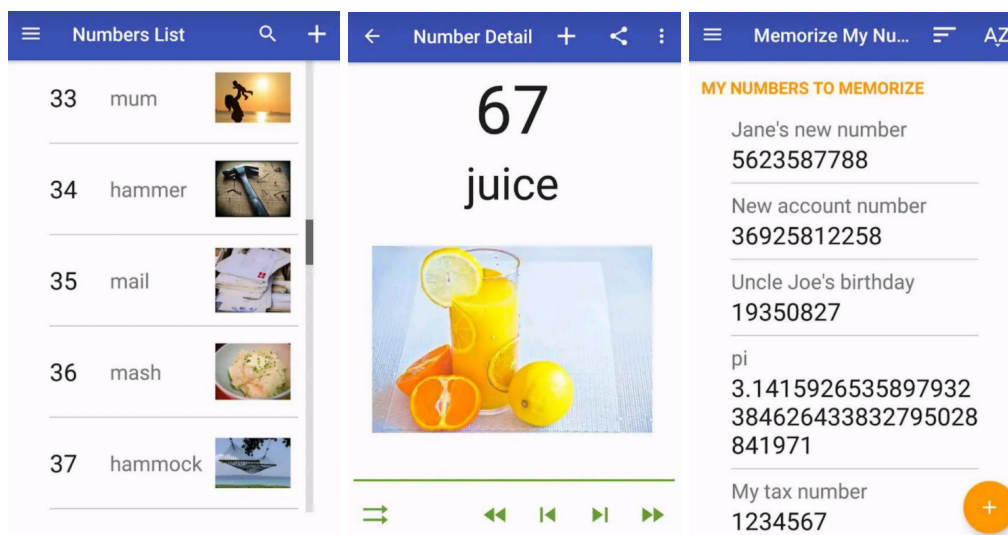 Numbers List
33 mum
34 hammer
35 mail
36 mash
37 hammock
Number Detail
67
juice
Memorize My Nu...
AZ
MY NUMBERS TO MEMORIZE
Jane's new number
5623587788
New account number
36925812258
Uncle Joe's birthday
19350827
pi
3.1415926535897932
384626433832795028
841971
My tax number
1234567